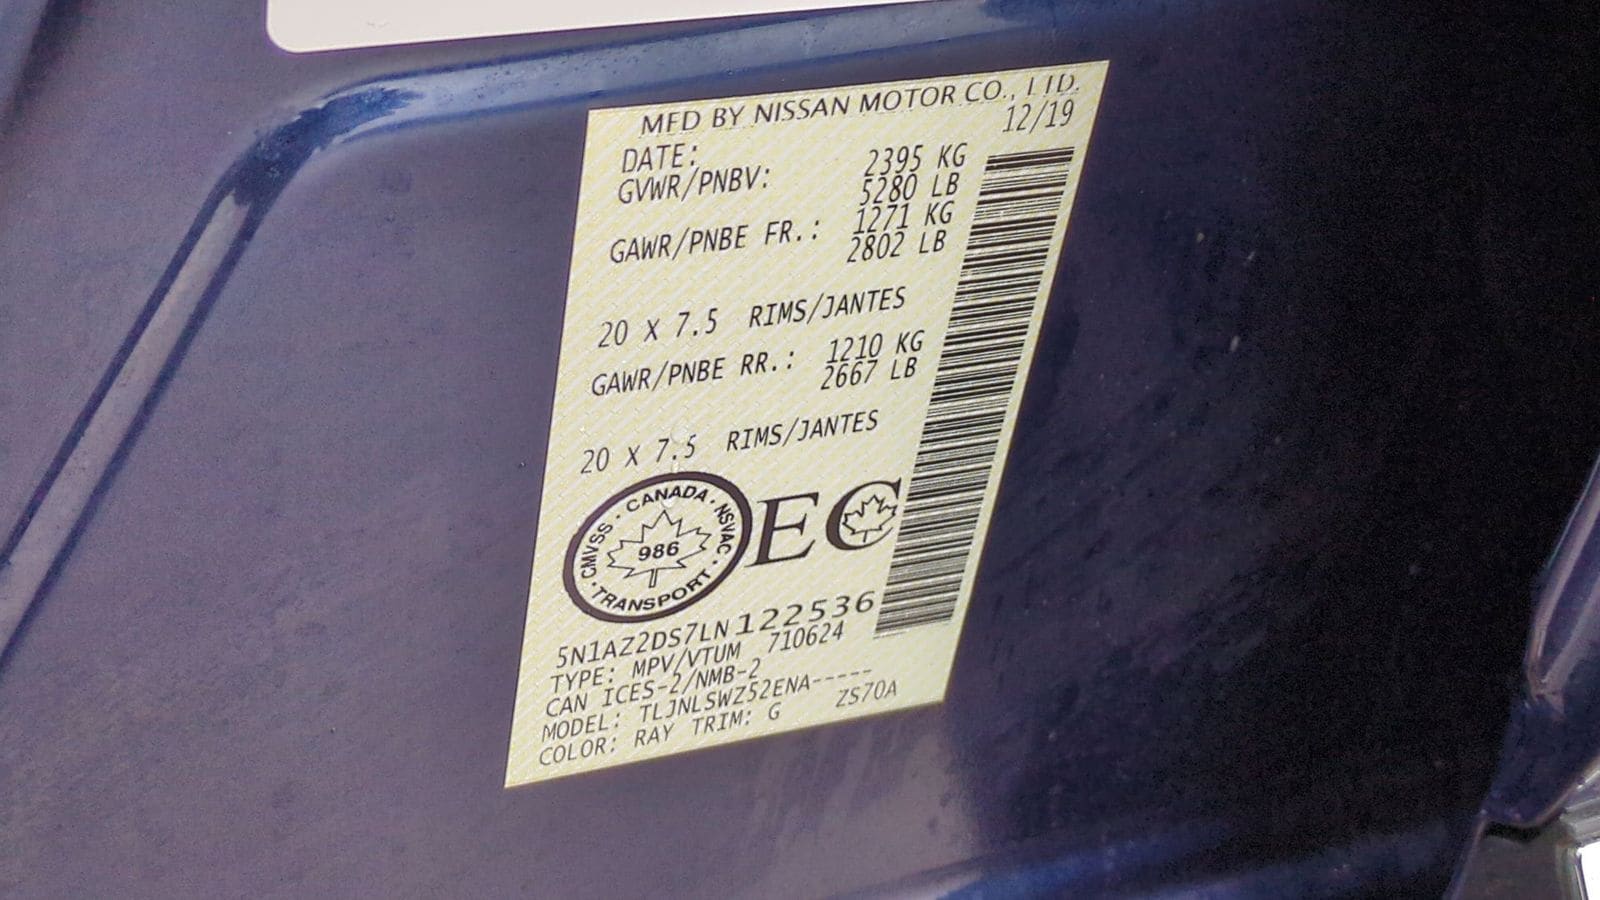 MFD BY NISSAN MOTOR CO., LTD.
DATE: 12/19
GVWR/PNBV: 2395 KG
5280 LB
GAWR/PNBE FR.: 1271 KG
2802 LB
20 X 7.5 RIMS/JANTES
GAWR/PNBE RR.: 1210 KG
2667 LB
20 X 7.5 RIMS/JANTES
CMVSS · CANADA · NSVAC · TRANSPORT ·
986
EC
5N1AZ2DS7LN122536
TYPE: MPV/VTUM 710624
CAN ICES-2/NMB-2
MODEL: TLJNLSWZ52ENA-----
COLOR: RAY TRIM: G ZS70A